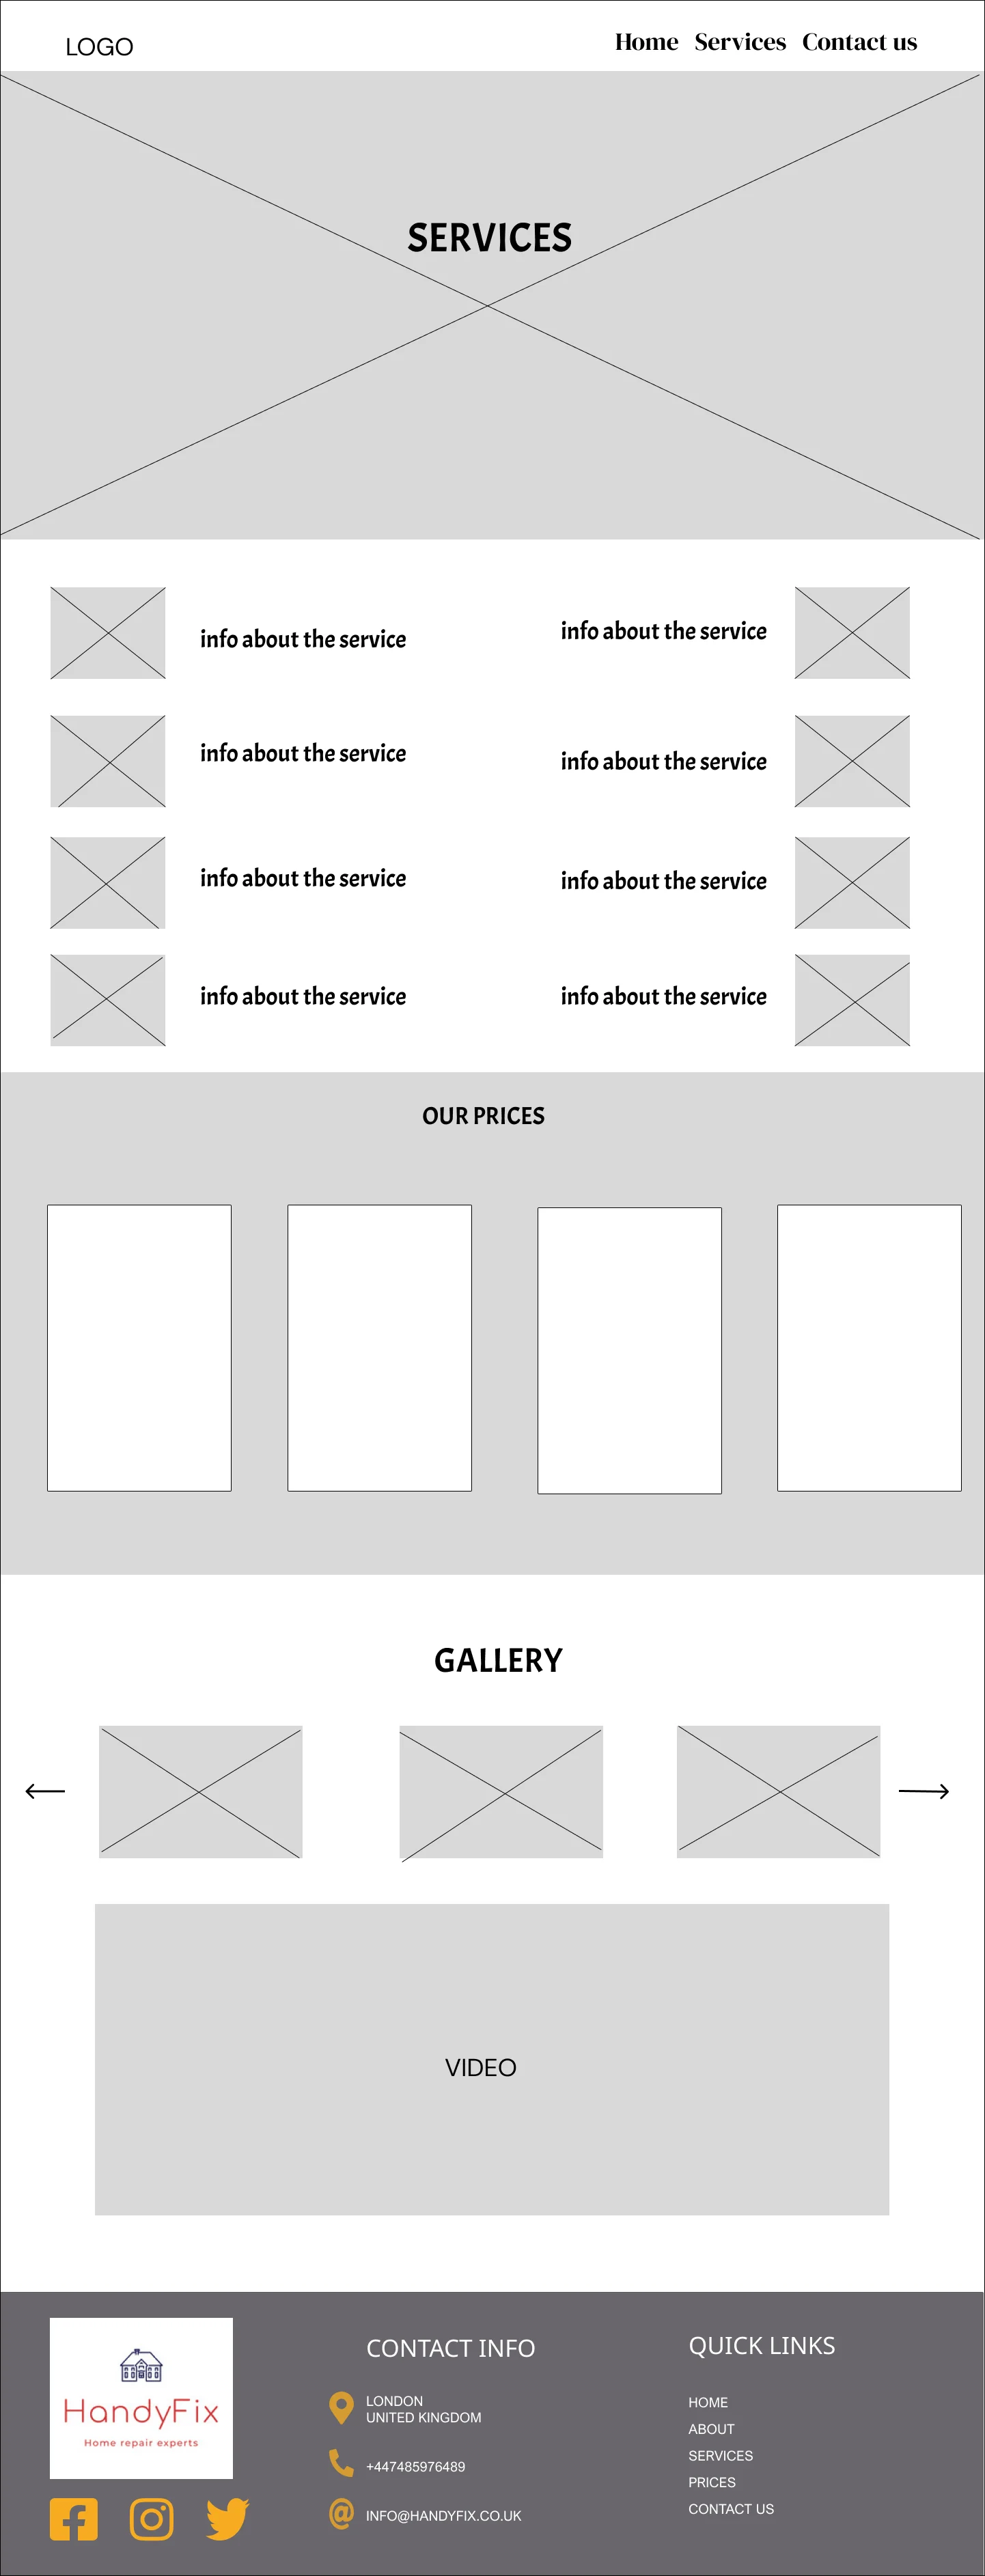 LOGO
Home Services Contact us
SERVICES
info about the service
info about the service
info about the service
info about the service
info about the service
info about the service
info about the service
info about the service
OUR PRICES
GALLERY
VIDEO
HandyFix
Home repair experts
CONTACT INFO
LONDON
UNITED KINGDOM
+447485976489
INFO@HANDYFIX.CO.UK
QUICK LINKS
HOME
ABOUT
SERVICES
PRICES
CONTACT US